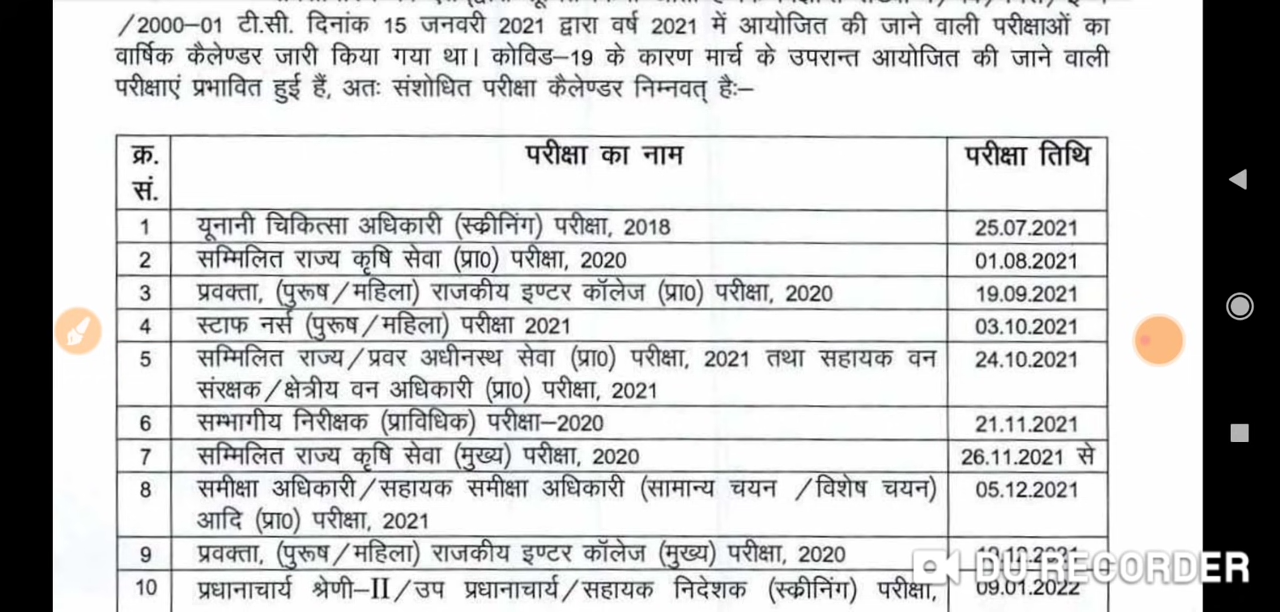 /2000–01 टी.सी. दिनांक 15 जनवरी 2021 द्वारा वर्ष 2021 में आयोजित की जाने वाली परीक्षाओं का
वार्षिक कैलेण्डर जारी किया गया था। कोविड–19 के कारण मार्च के उपरान्त आयोजित की जाने वाली
परीक्षाएं प्रभावित हुई हैं, अतः संशोधित परीक्षा कैलेण्डर निम्नवत् हैः–
क्र. सं. परीक्षा का नाम परीक्षा तिथि
1 यूनानी चिकित्सा अधिकारी (स्क्रीनिंग) परीक्षा, 2018 25.07.2021
2 सम्मिलित राज्य कृषि सेवा (प्रा0) परीक्षा, 2020 01.08.2021
3 प्रवक्ता, (पुरूष/महिला) राजकीय इण्टर कॉलेज (प्रा0) परीक्षा, 2020 19.09.2021
4 स्टाफ नर्स (पुरूष/महिला) परीक्षा 2021 03.10.2021
5 सम्मिलित राज्य/प्रवर अधीनस्थ सेवा (प्रा0) परीक्षा, 2021 तथा सहायक वन 24.10.2021
संरक्षक/क्षेत्रीय वन अधिकारी (प्रा0) परीक्षा, 2021
6 सम्भागीय निरीक्षक (प्राविधिक) परीक्षा–2020 21.11.2021
7 सम्मिलित राज्य कृषि सेवा (मुख्य) परीक्षा, 2020 26.11.2021 से
8 समीक्षा अधिकारी/सहायक समीक्षा अधिकारी (सामान्य चयन /विशेष चयन) 05.12.2021
आदि (प्रा0) परीक्षा, 2021
9 प्रवक्ता, (पुरूष/महिला) राजकीय इण्टर कॉलेज (मुख्य) परीक्षा, 2020
DU RECORDER
10 प्रधानाचार्य श्रेणी–II/उप प्रधानाचार्य/सहायक निदेशक (स्क्रीनिंग) परीक्षा, 09.01.2022